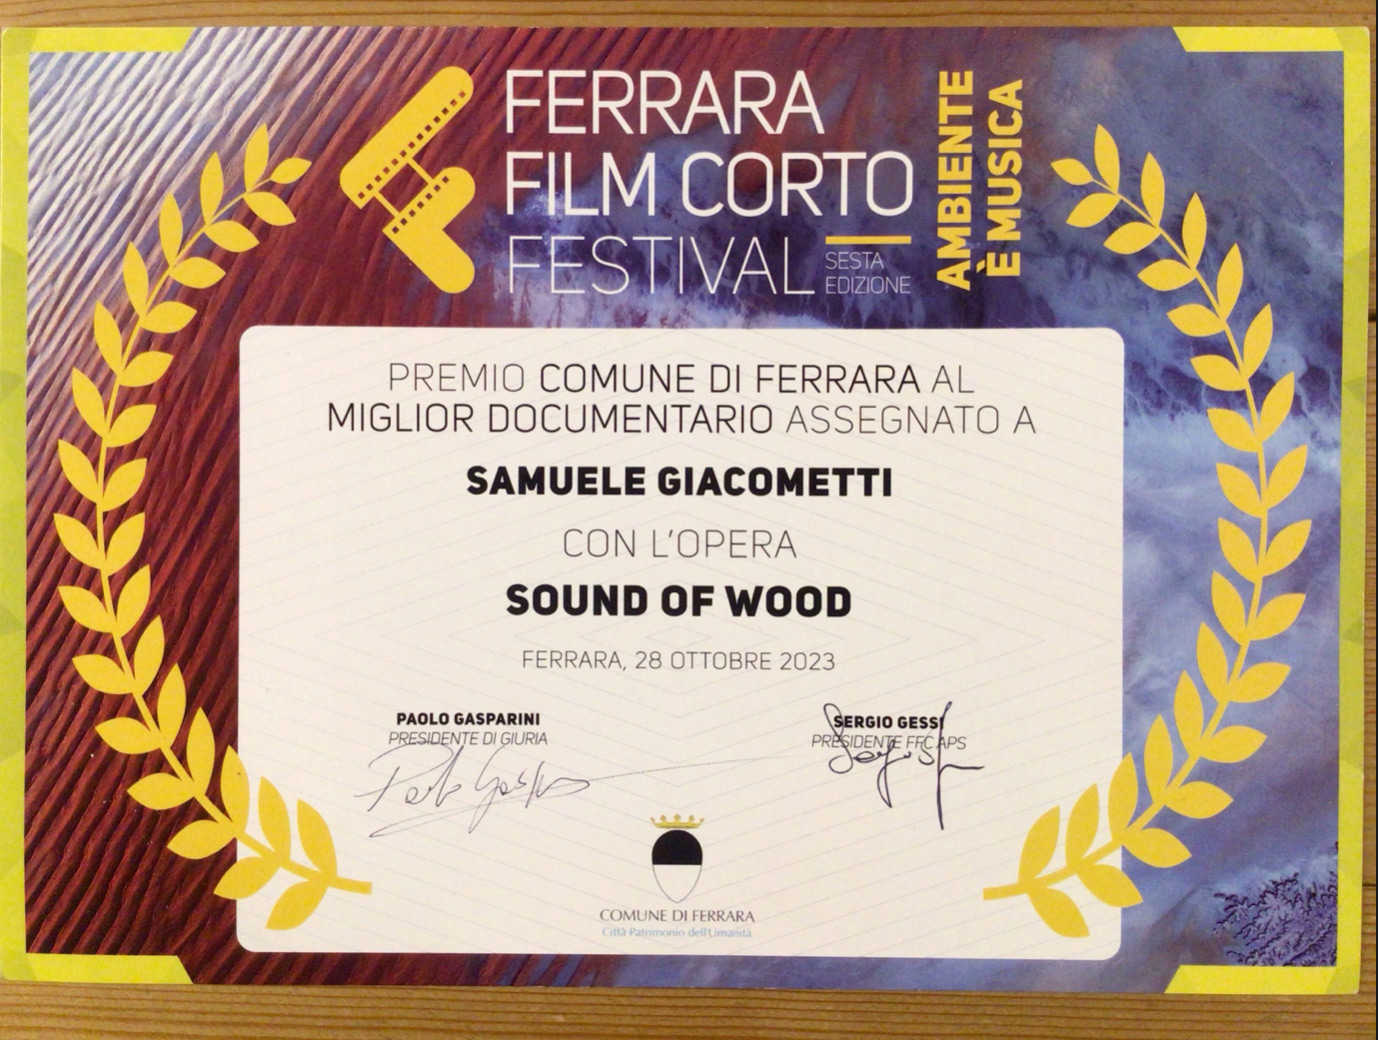 FERRARA
FILM CORTO
FESTIVAL
SESTA
EDIZIONE
AMBIENTE
È MUSICA
PREMIO COMUNE DI FERRARA AL
MIGLIOR DOCUMENTARIO ASSEGNATO A
SAMUELE GIACOMETTI
CON L'OPERA
SOUND OF WOOD
FERRARA, 28 OTTOBRE 2023
PAOLO GASPARINI
PRESIDENTE DI GIURIA
SERGIO GESSI
PRESIDENTE FFC APS
COMUNE DI FERRARA
Città Patrimonio dell'Umanità